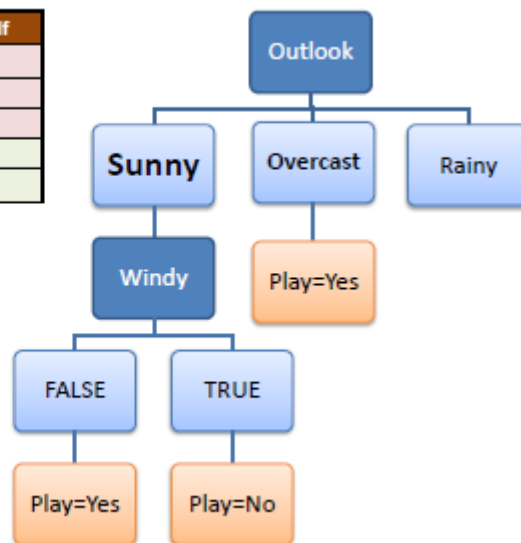 Outlook
Sunny
Overcast
Rainy
Windy
Play=Yes
FALSE
TRUE
Play=Yes
Play=No